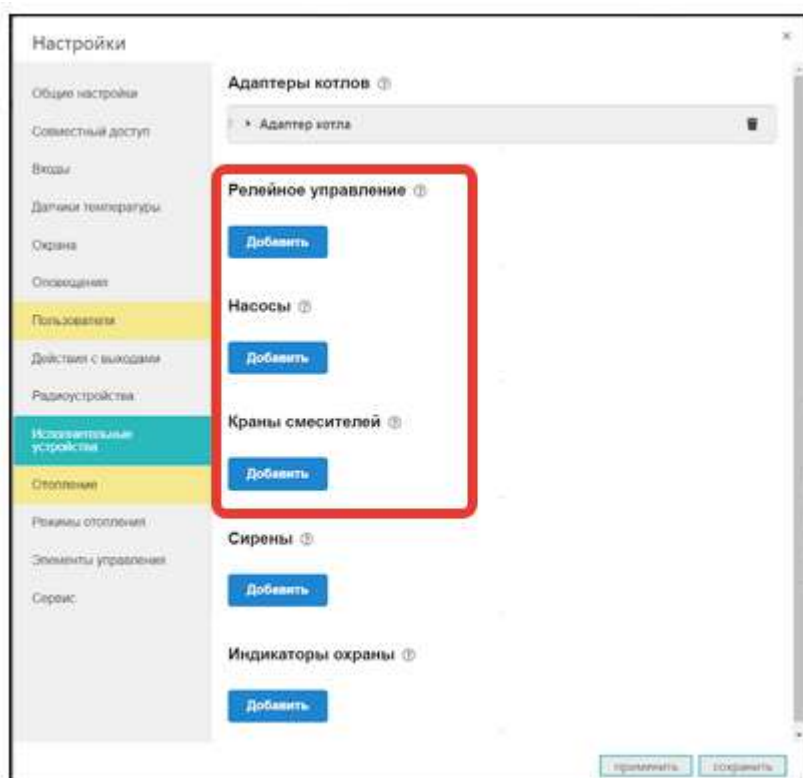 Настройки
Общие настройки
Совместный доступ
Входы
Датчики температуры
Охрана
Оповещения
Пользователи
Действия с выходами
Радиоустройства
Исполнительные
устройства
Отопление
Режимы отопления
Элементы управления
Сервис
Адаптеры котлов
Адаптер котла
Релейное управление
Добавить
Насосы
Добавить
Краны смесителей
Добавить
Сирены
Добавить
Индикаторы охраны
Добавить
применить сохранить